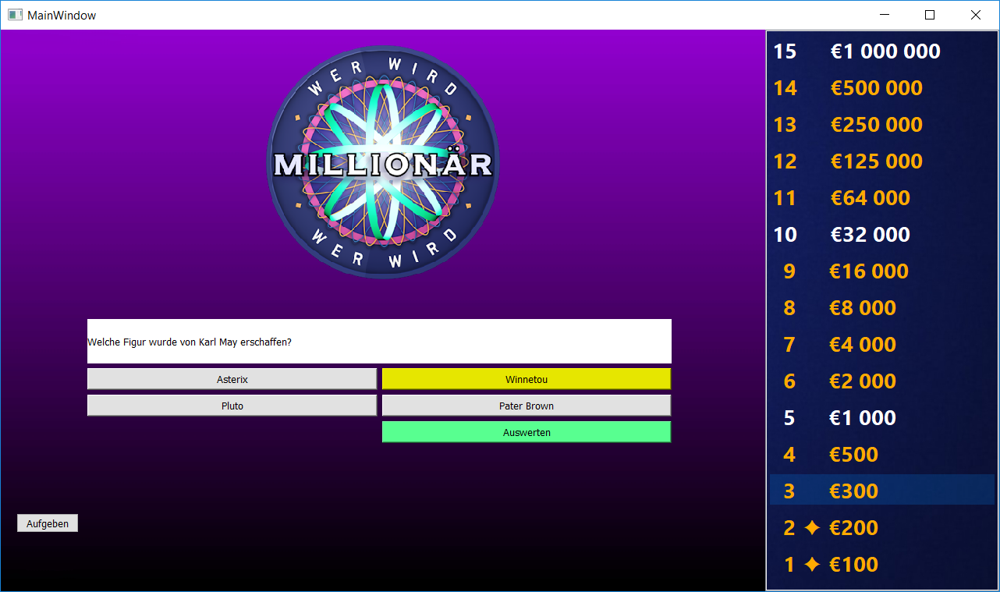 MainWindow
WER WIRD
MILLIONÄR
WER WIRD
Welche Figur wurde von Karl May erschaffen?
Asterix
Winnetou
Pluto
Pater Brown
Auswerten
Aufgeben
15 €1 000 000
14 €500 000
13 €250 000
12 €125 000
11 €64 000
10 €32 000
9 €16 000
8 €8 000
7 €4 000
6 €2 000
5 €1 000
4 €500
3 €300
2 ✦ €200
1 ✦ €100